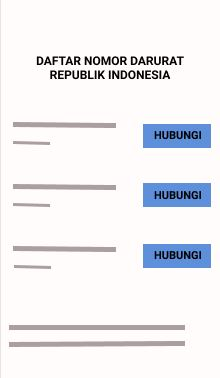 DAFTAR NOMOR DARURAT
REPUBLIK INDONESIA
HUBUNGI
HUBUNGI
HUBUNGI